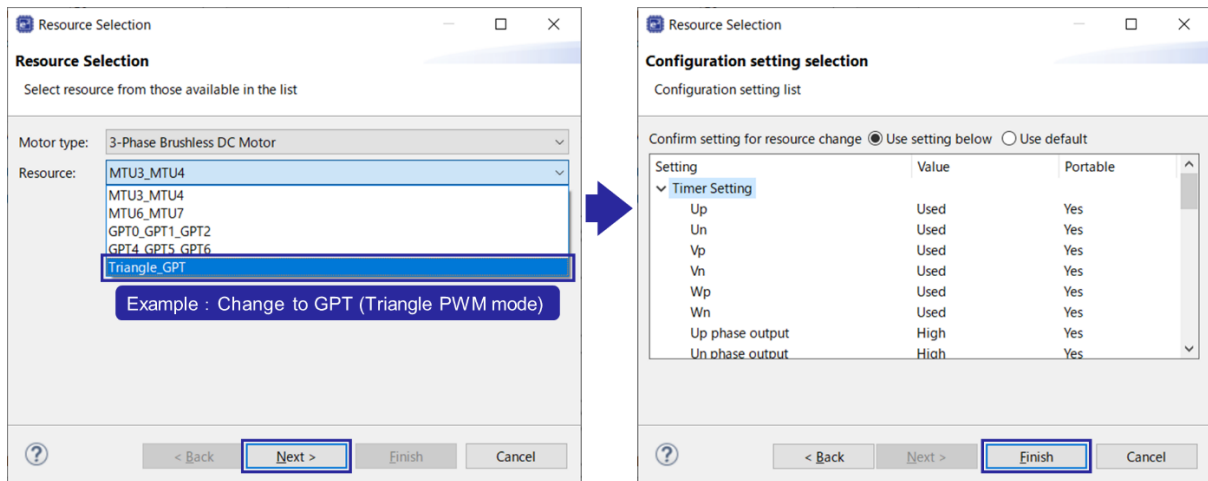 Resource Selection
Resource Selection
Select resource from those available in the list
Motor type: 3-Phase Brushless DC Motor
Resource: MTU3_MTU4
MTU3_MTU4
MTU6_MTU7
GPT0_GPT1_GPT2
GPT4_GPT5_GPT6
Triangle_GPT
Example : Change to GPT (Triangle PWM mode)
< Back Next > Finish Cancel
Resource Selection
Configuration setting selection
Configuration setting list
Confirm setting for resource change Use setting below Use default
Setting Value Portable
Timer Setting
Up Used Yes
Un Used Yes
Vp Used Yes
Vn Used Yes
Wp Used Yes
Wn Used Yes
Up phase output High Yes
Un phase output High Yes
< Back Next > Finish Cancel